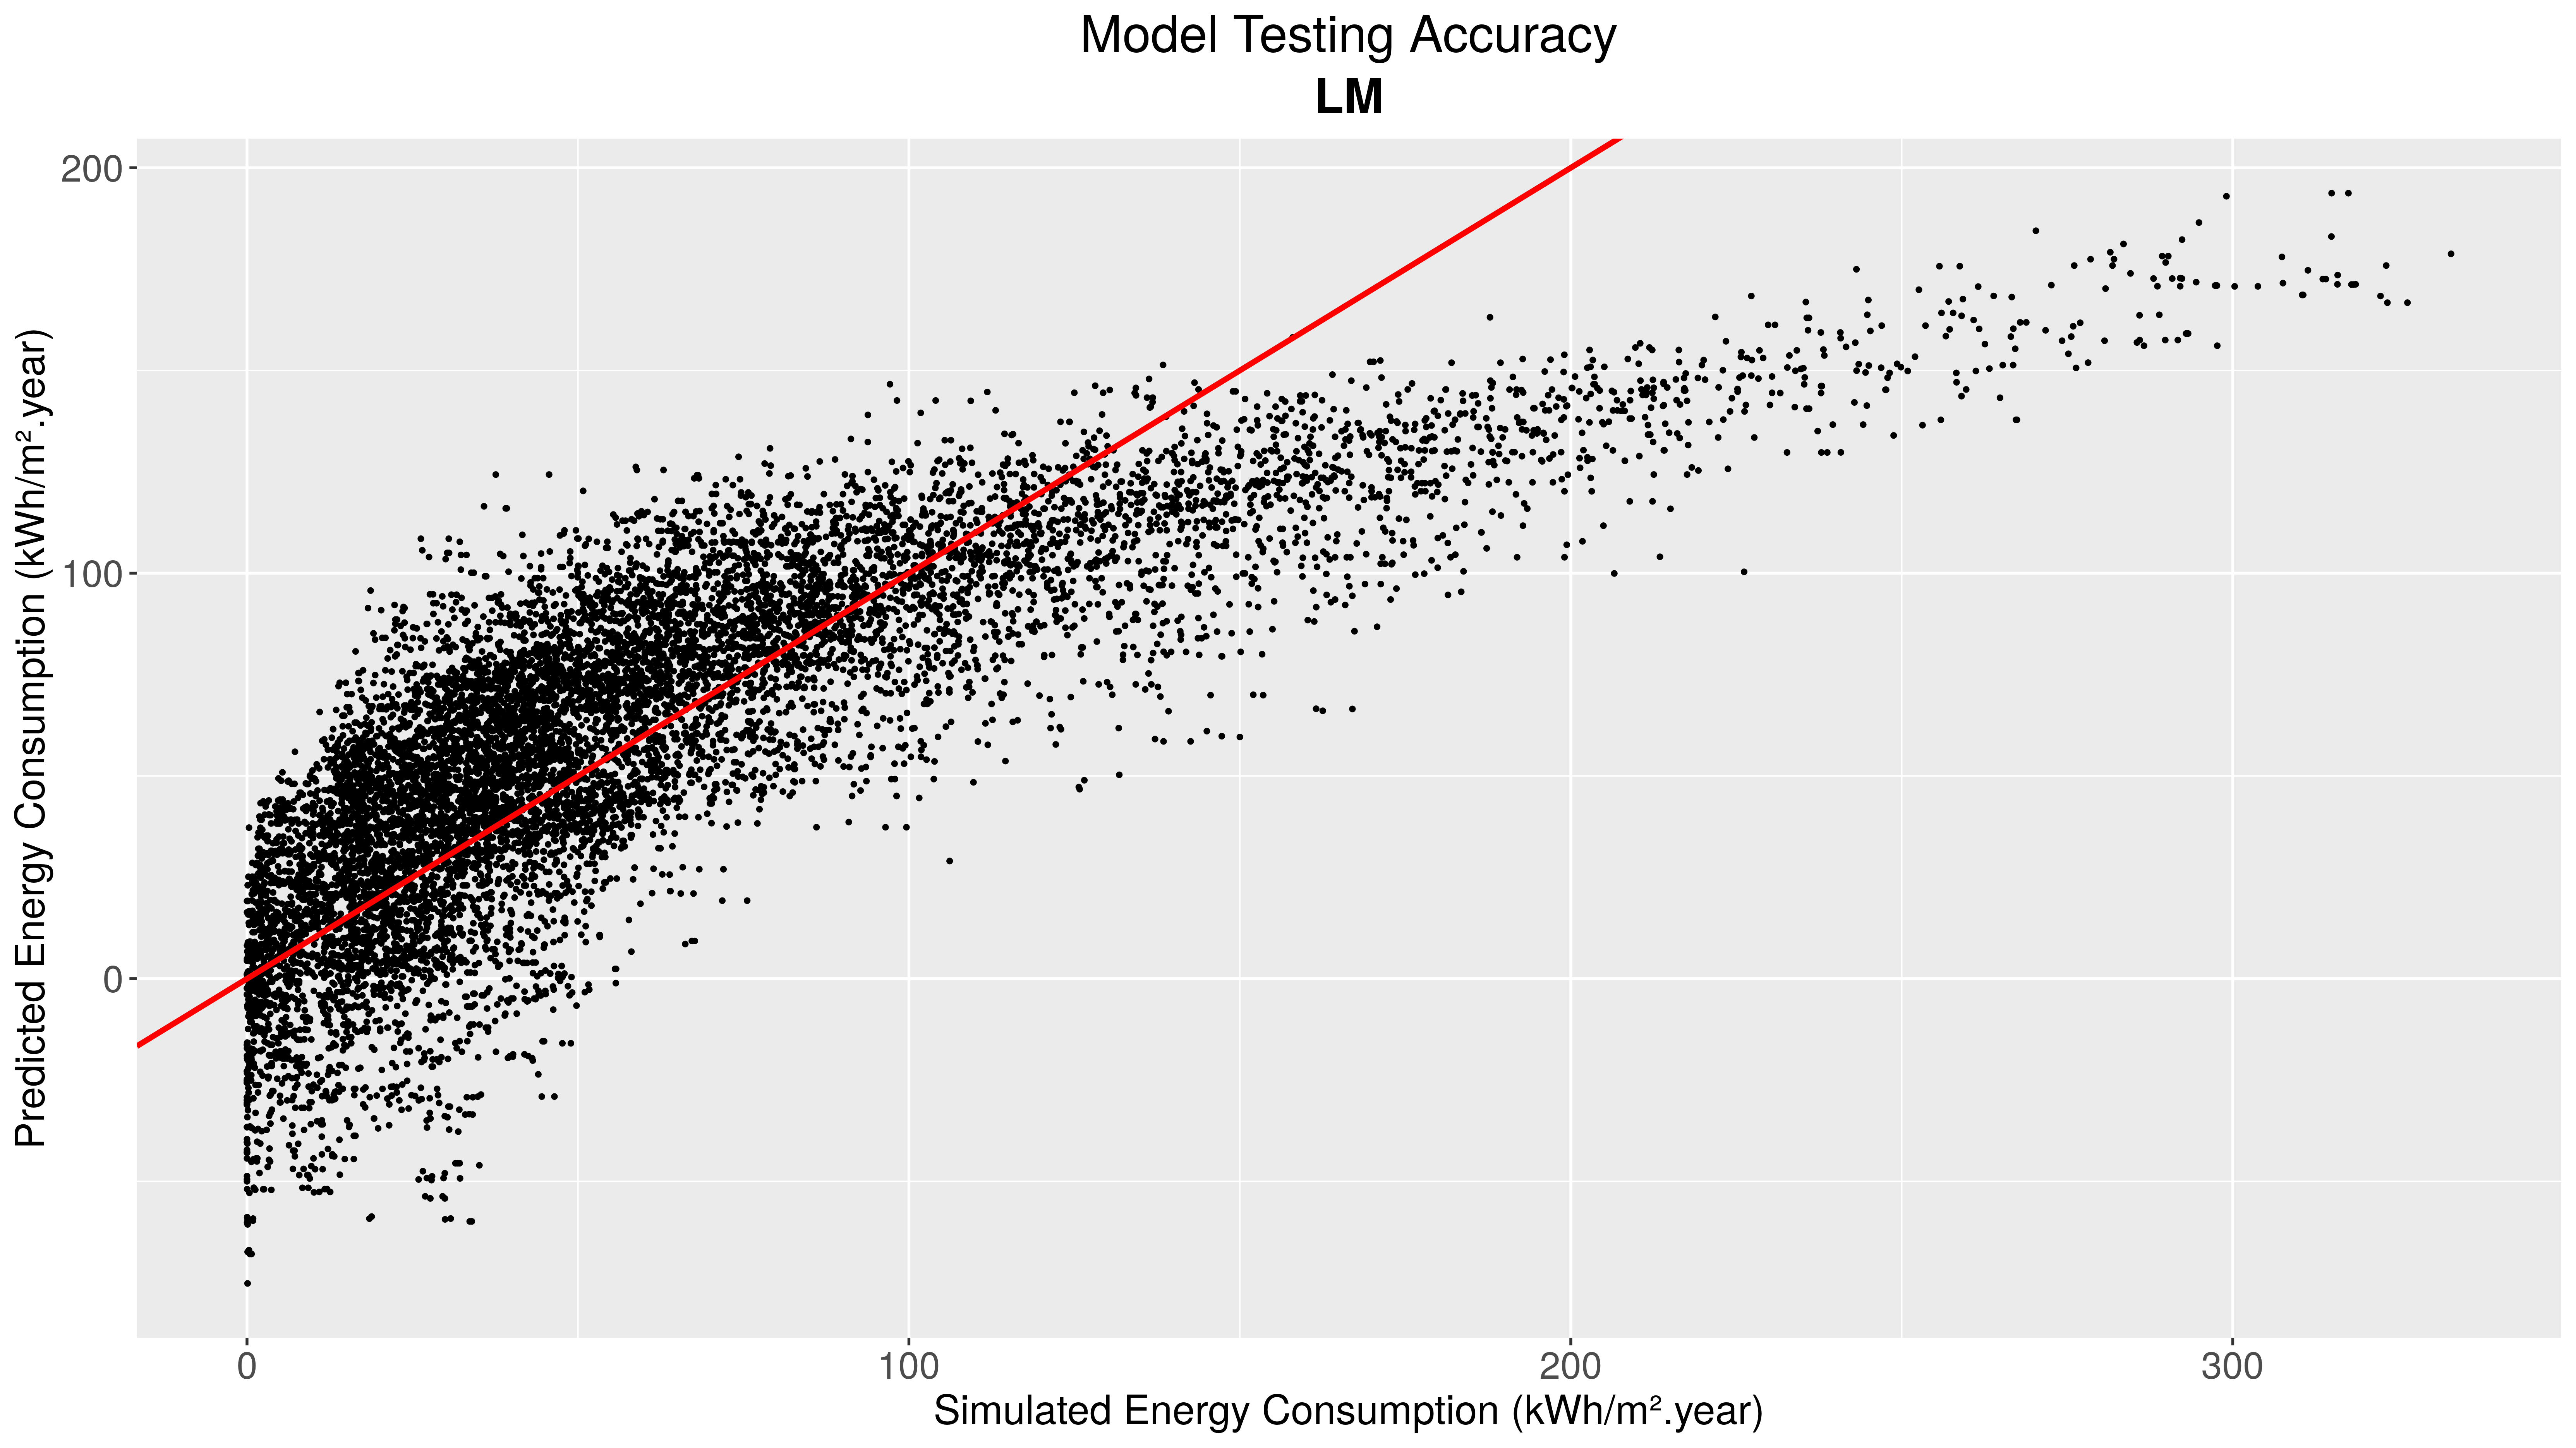 Model Testing Accuracy
LM
Predicted Energy Consumption (kWh/m².year)
200
100
0
0 100 200 300
Simulated Energy Consumption (kWh/m².year)